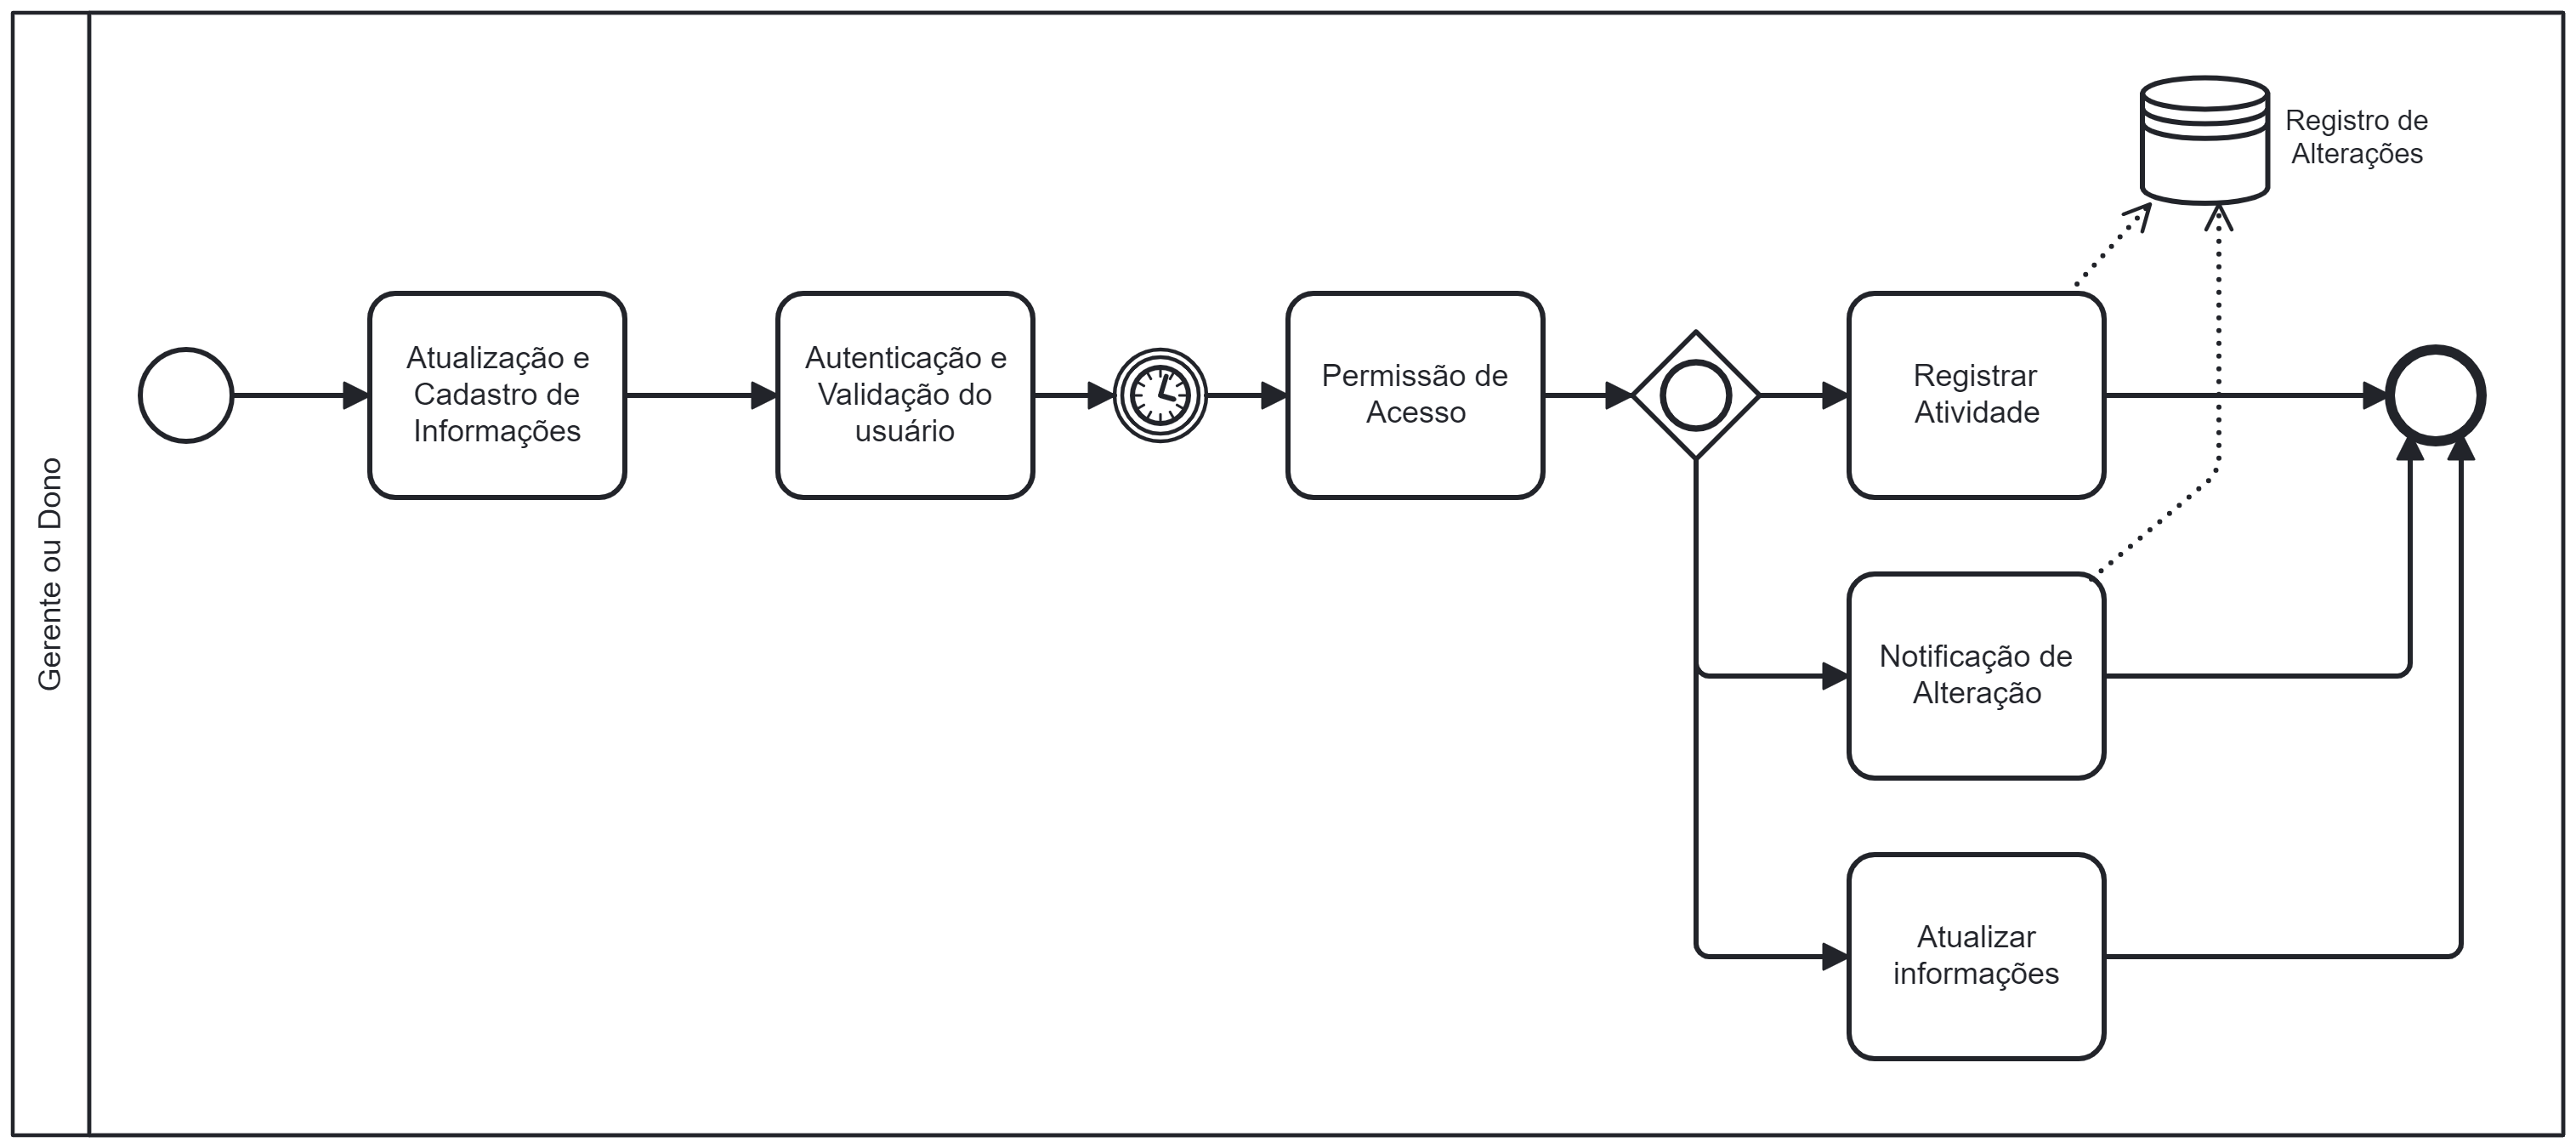 Gerente ou Dono
Atualização e
Cadastro de
Informações
Autenticação e
Validação do
usuário
Permissão de
Acesso
Registrar
Atividade
Registro de
Alterações
Notificação de
Alteração
Atualizar
informações